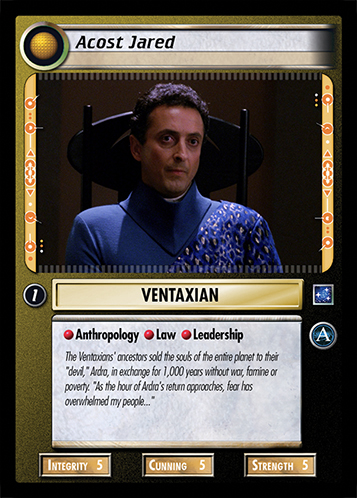 Acost Jared
1
VENTAXIAN
Anthropology Law Leadership
A
The Ventaxians' ancestors sold the souls of the entire planet to their
"devil," Ardra, in exchange for 1,000 years without war, famine or
poverty. "As the hour of Ardra's return approaches, fear has
overwhelmed my people..."
INTEGRITY 5 CUNNING 5 STRENGTH 5